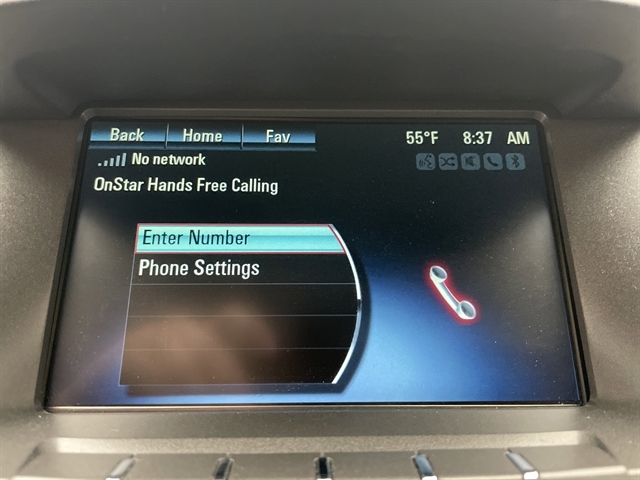 Back Home Fav 55°F 8:37 AM
No network
OnStar Hands Free Calling
Enter Number
Phone Settings